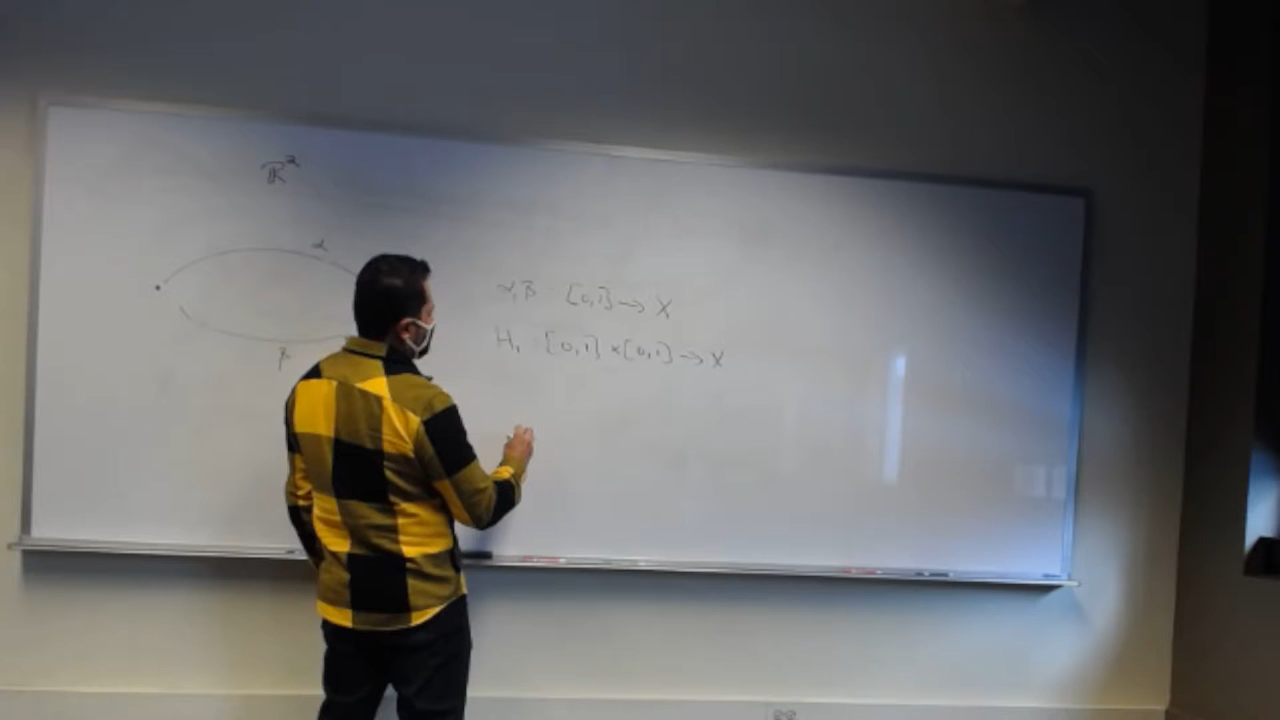 ℝ²
α
β
α, β [0,1] → X
H, [0,1] × [0,1] → X